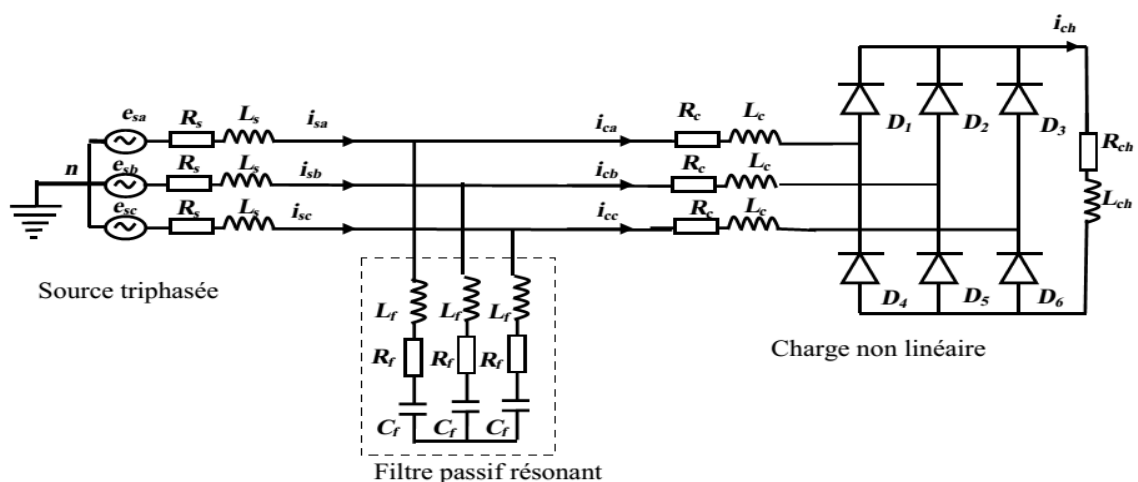 i_ch
e_sa R_s L_s i_sa i_ca R_c L_c D_1 D_2 D_3
n e_sb R_s L_s i_sb i_cb R_c L_c R_ch
e_sc R_s L_s i_sc i_cc R_c L_c L_ch
Source triphasée
L_f L_f L_f D_4 D_5 D_6
R_f R_f R_f
Charge non linéaire
C_f C_f C_f
Filtre passif résonant